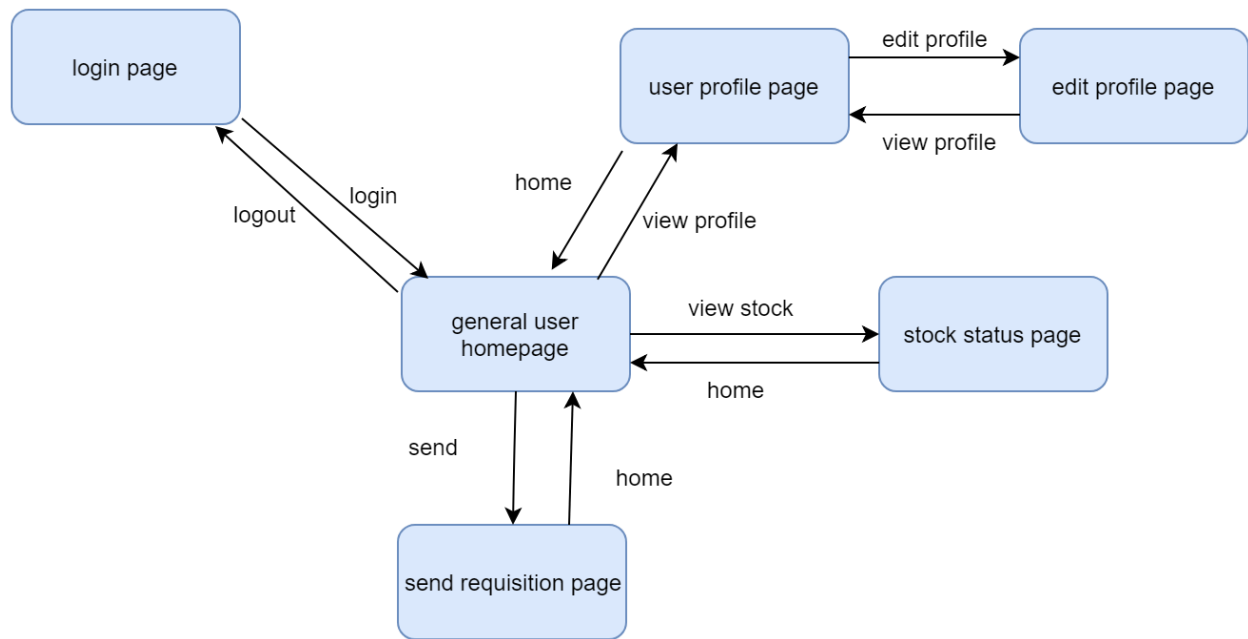 login page
user profile page
edit profile
edit profile page
view profile
home
login
logout
view profile
general user
homepage
view stock
stock status page
home
send
home
send requisition page